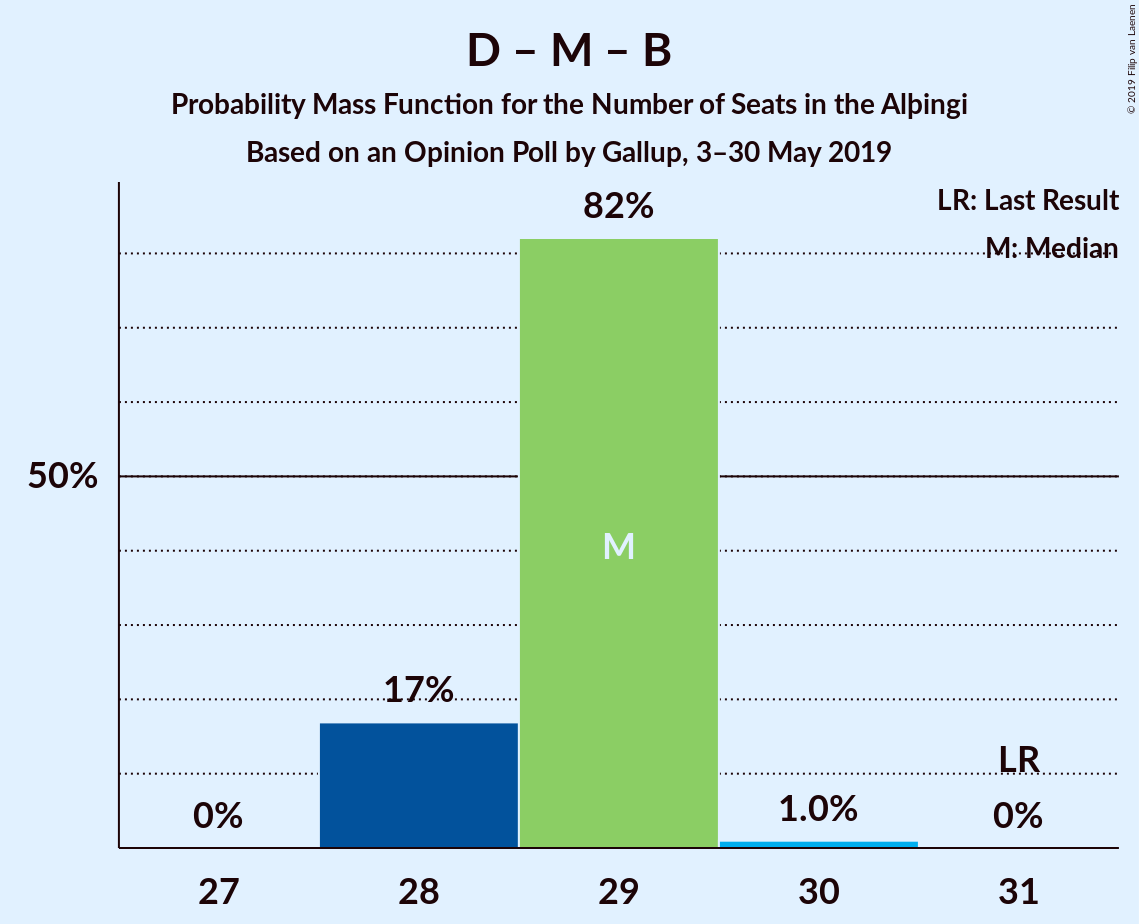 D – M – B
Probability Mass Function for the Number of Seats in the Alþingi
Based on an Opinion Poll by Gallup, 3–30 May 2019
© 2019 Filip van Laenen
LR: Last Result
M: Median
82%
50%
M
17%
LR
0%
1.0%
0%
27 28 29 30 31